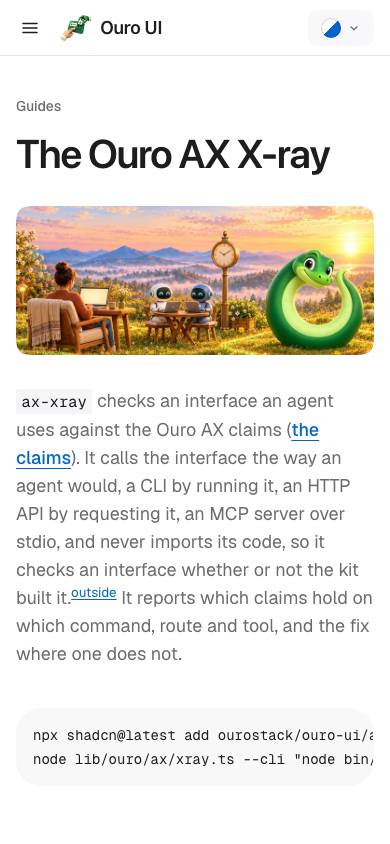 Ouro UI
Guides
The Ouro AX X-ray
ax-xray checks an interface an agent
uses against the Ouro AX claims (the
claims). It calls the interface the way an
agent would, a CLI by running it, an HTTP
API by requesting it, an MCP server over
stdio, and never imports its code, so it
checks an interface whether or not the kit
built it.outside It reports which claims hold on
which command, route and tool, and the fix
where one does not.
npx shadcn@latest add ourostack/ouro-ui/a
node lib/ouro/ax/xray.ts --cli "node bin/